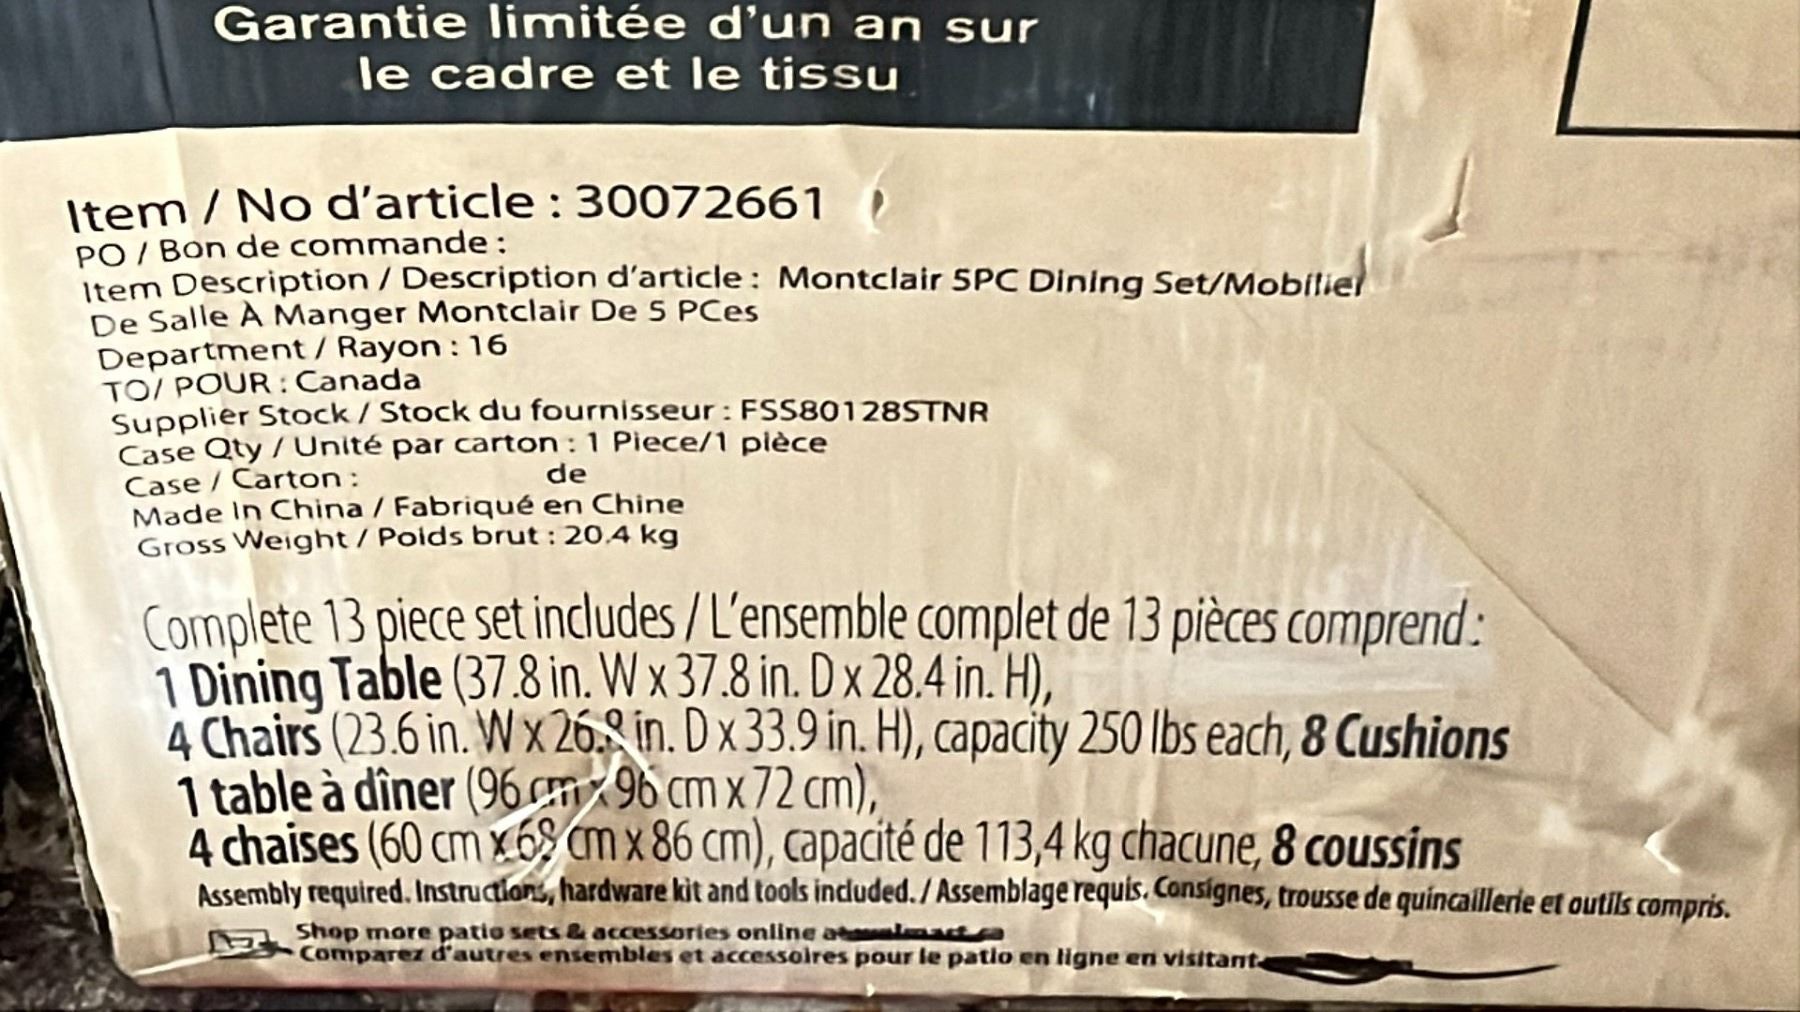 Garantie limitée d'un an sur
le cadre et le tissu
Item / No d'article : 30072661
PO / Bon de commande :
Item Description / Description d'article : Montclair 5PC Dining Set/Mobilier
De Salle À Manger Montclair De 5 PCes
Department / Rayon : 16
TO/ POUR : Canada
Supplier Stock / Stock du fournisseur : FSS80128STNR
Case Qty / Unité par carton : 1 Piece/1 pièce
Case / Carton : de
Made In China / Fabriqué en Chine
Gross Weight / Poids brut : 20.4 kg
Complete 13 piece set includes / L'ensemble complet de 13 pièces comprend :
1 Dining Table (37.8 in. W x 37.8 in. D x 28.4 in. H),
4 Chairs (23.6 in. W x 26.8 in. D x 33.9 in. H), capacity 250 lbs each, 8 Cushions
1 table à dîner (96 cm x 96 cm x 72 cm),
4 chaises (60 cm x 68 cm x 86 cm), capacité de 113,4 kg chacune, 8 coussins
Assembly required. Instructions, hardware kit and tools included. / Assemblage requis. Consignes, trousse de quincaillerie et outils compris.
Shop more patio sets & accessories online at
Comparez d'autres ensembles et accessoires pour le patio en ligne en visitant